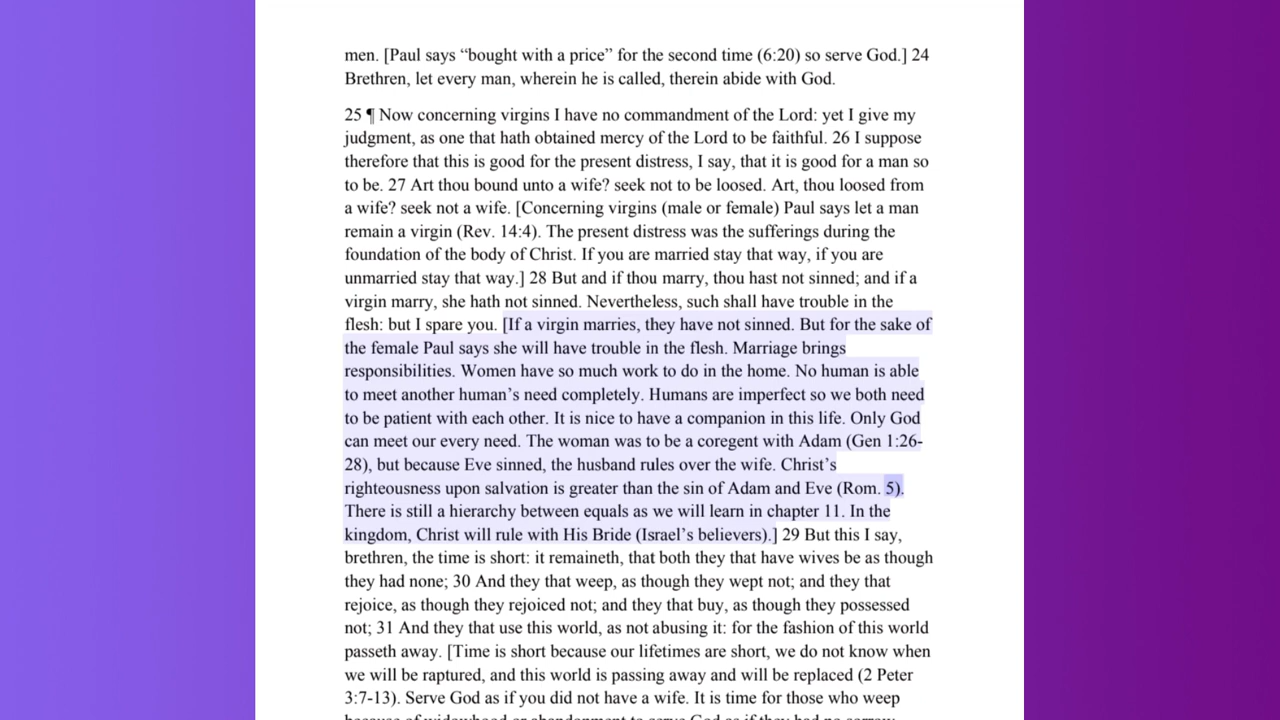 men. [Paul says “bought with a price” for the second time (6:20) so serve God.] 24
Brethren, let every man, wherein he is called, therein abide with God.
25 ¶ Now concerning virgins I have no commandment of the Lord: yet I give my
judgment, as one that hath obtained mercy of the Lord to be faithful. 26 I suppose
therefore that this is good for the present distress, I say, that it is good for a man so
to be. 27 Art thou bound unto a wife? seek not to be loosed. Art, thou loosed from
a wife? seek not a wife. [Concerning virgins (male or female) Paul says let a man
remain a virgin (Rev. 14:4). The present distress was the sufferings during the
foundation of the body of Christ. If you are married stay that way, if you are
unmarried stay that way.] 28 But and if thou marry, thou hast not sinned; and if a
virgin marry, she hath not sinned. Nevertheless, such shall have trouble in the
flesh: but I spare you. [If a virgin marries, they have not sinned. But for the sake of
the female Paul says she will have trouble in the flesh. Marriage brings
responsibilities. Women have so much work to do in the home. No human is able
to meet another human’s need completely. Humans are imperfect so we both need
to be patient with each other. It is nice to have a companion in this life. Only God
can meet our every need. The woman was to be a coregent with Adam (Gen 1:26-
28), but because Eve sinned, the husband rules over the wife. Christ’s
righteousness upon salvation is greater than the sin of Adam and Eve (Rom. 5).
There is still a hierarchy between equals as we will learn in chapter 11. In the
kingdom, Christ will rule with His Bride (Israel’s believers).] 29 But this I say,
brethren, the time is short: it remaineth, that both they that have wives be as though
they had none; 30 And they that weep, as though they wept not; and they that
rejoice, as though they rejoiced not; and they that buy, as though they possessed
not; 31 And they that use this world, as not abusing it: for the fashion of this world
passeth away. [Time is short because our lifetimes are short, we do not know when
we will be raptured, and this world is passing away and will be replaced (2 Peter
3:7-13). Serve God as if you did not have a wife. It is time for those who weep
because of widowhood or abandonment to serve God as if they had no sorrow